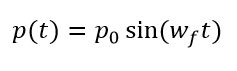 p(t) = p₀ sin(w_f t)